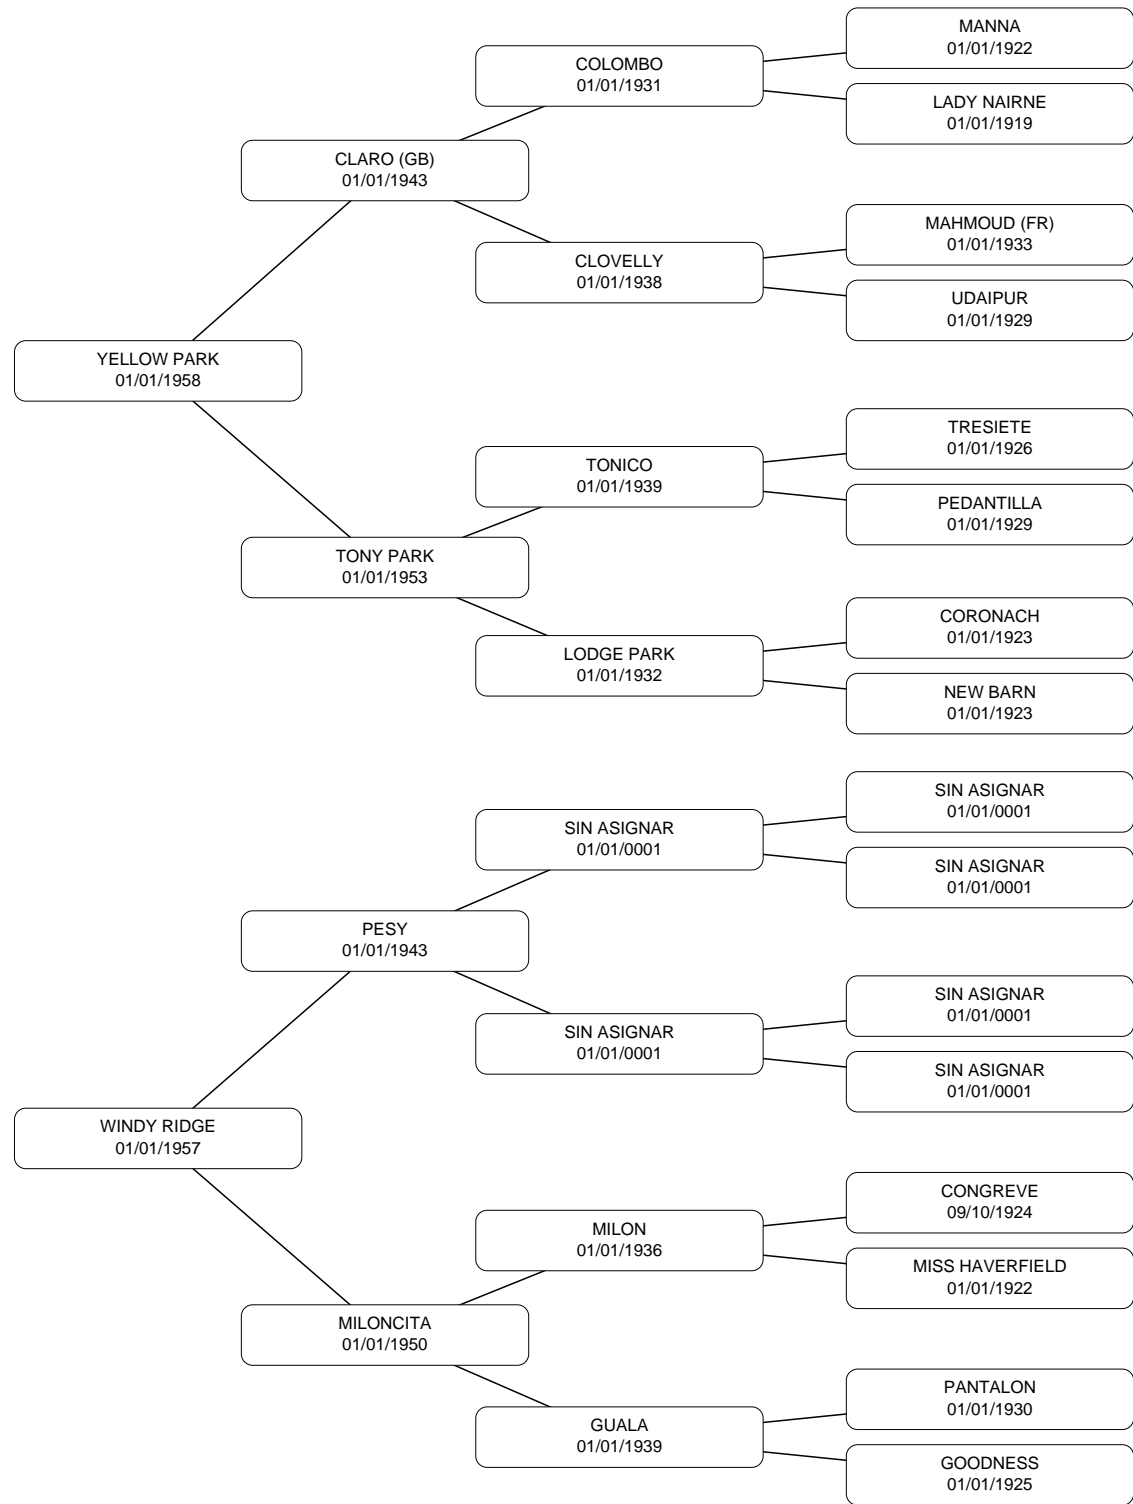 MANNA
01/01/1922
COLOMBO
01/01/1931
LADY NAIRNE
01/01/1919
CLARO (GB)
01/01/1943
MAHMOUD (FR)
01/01/1933
CLOVELLY
01/01/1938
UDAIPUR
01/01/1929
YELLOW PARK
01/01/1958
TRESIETE
01/01/1926
TONICO
01/01/1939
PEDANTILLA
01/01/1929
TONY PARK
01/01/1953
CORONACH
01/01/1923
LODGE PARK
01/01/1932
NEW BARN
01/01/1923
SIN ASIGNAR
01/01/0001
SIN ASIGNAR
01/01/0001
SIN ASIGNAR
01/01/0001
PESY
01/01/1943
SIN ASIGNAR
01/01/0001
SIN ASIGNAR
01/01/0001
SIN ASIGNAR
01/01/0001
WINDY RIDGE
01/01/1957
CONGREVE
09/10/1924
MILON
01/01/1936
MISS HAVERFIELD
01/01/1922
MILONCITA
01/01/1950
PANTALON
01/01/1930
GUALA
01/01/1939
GOODNESS
01/01/1925